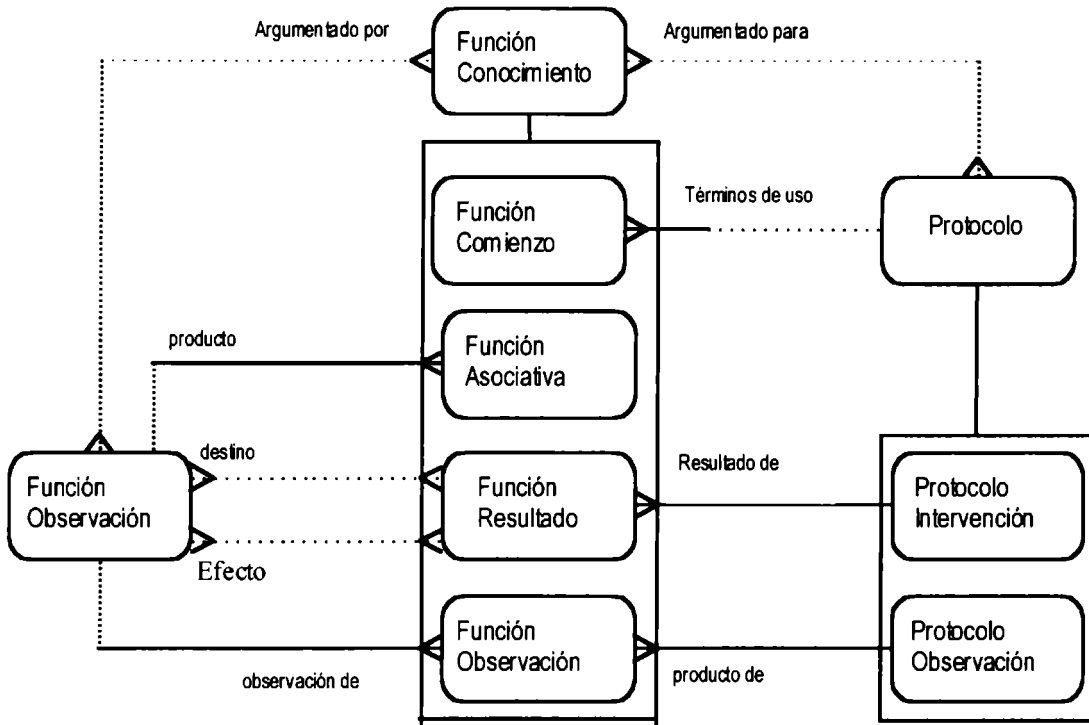 Argumentado por
Función
Conocimiento
Argumentado para
Función
Comienzo
Términos de uso
Protocolo
producto
Función
Asociativa
destino
Función
Observación
Función
Resultado
Resultado de
Protocolo
Intervención
Efecto
Función
Observación
Protocolo
Observación
observación de
producto de